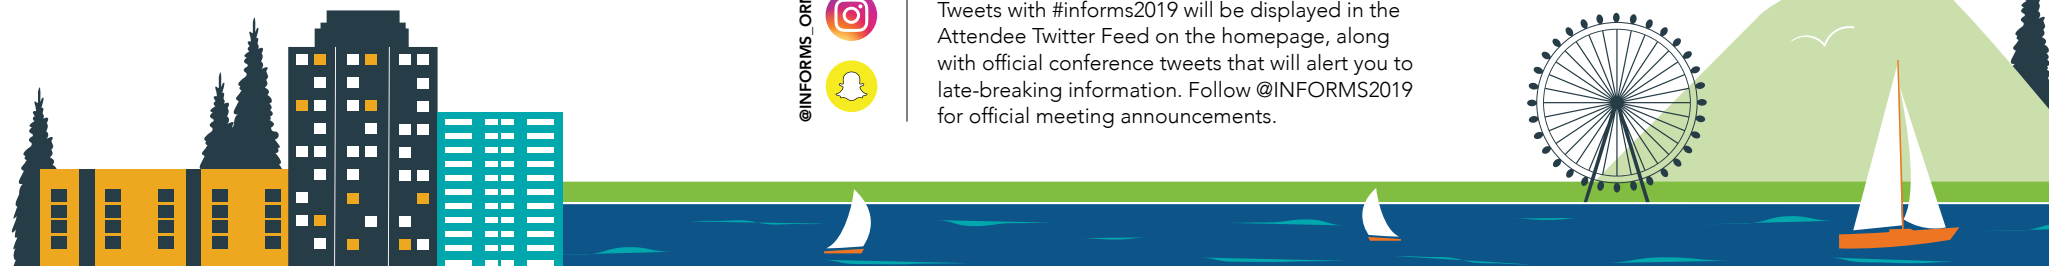 @INFORMS_ORM
Tweets with #informs2019 will be displayed in the
Attendee Twitter Feed on the homepage, along
with official conference tweets that will alert you to
late-breaking information. Follow @INFORMS2019
for official meeting announcements.